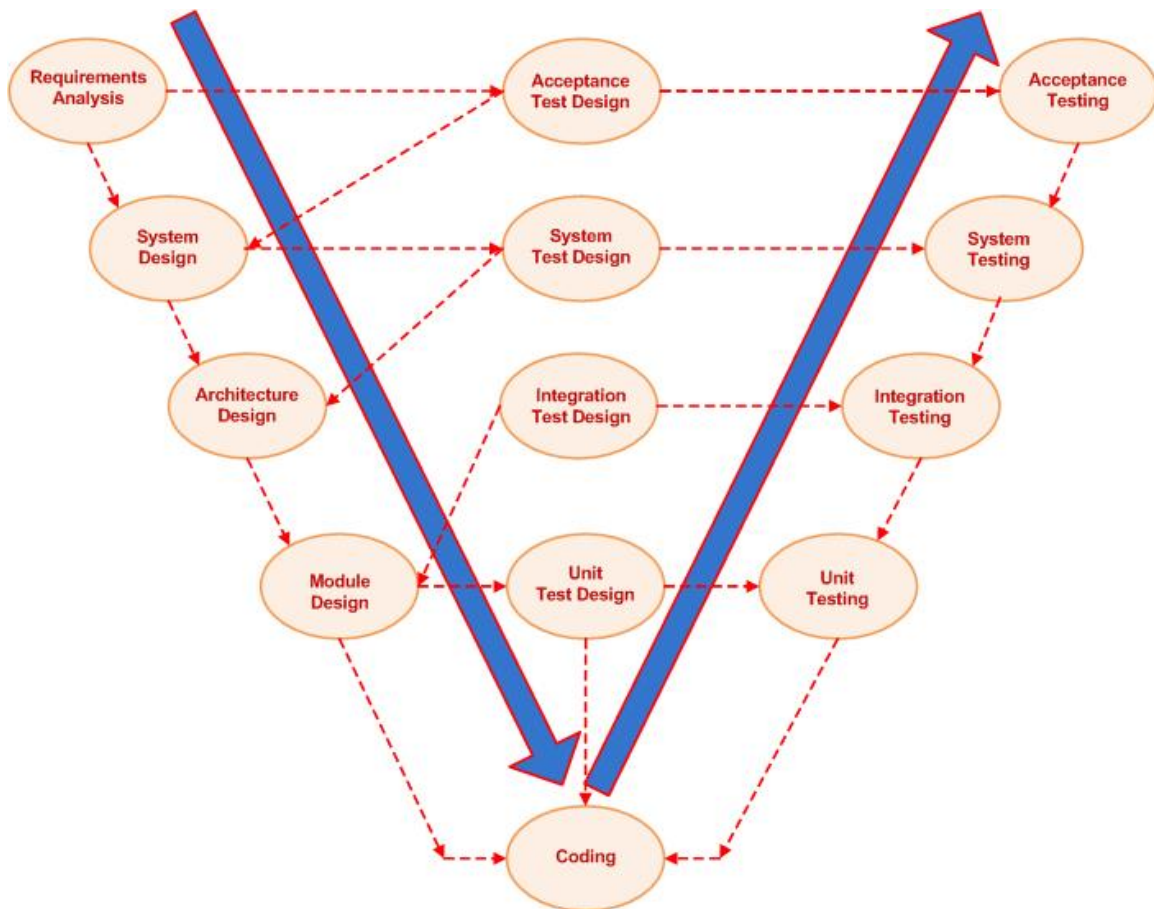 Requirements
Analysis
Acceptance
Test Design
Acceptance
Testing
System
Design
System
Test Design
System
Testing
Architecture
Design
Integration
Test Design
Integration
Testing
Module
Design
Unit
Test Design
Unit
Testing
Coding